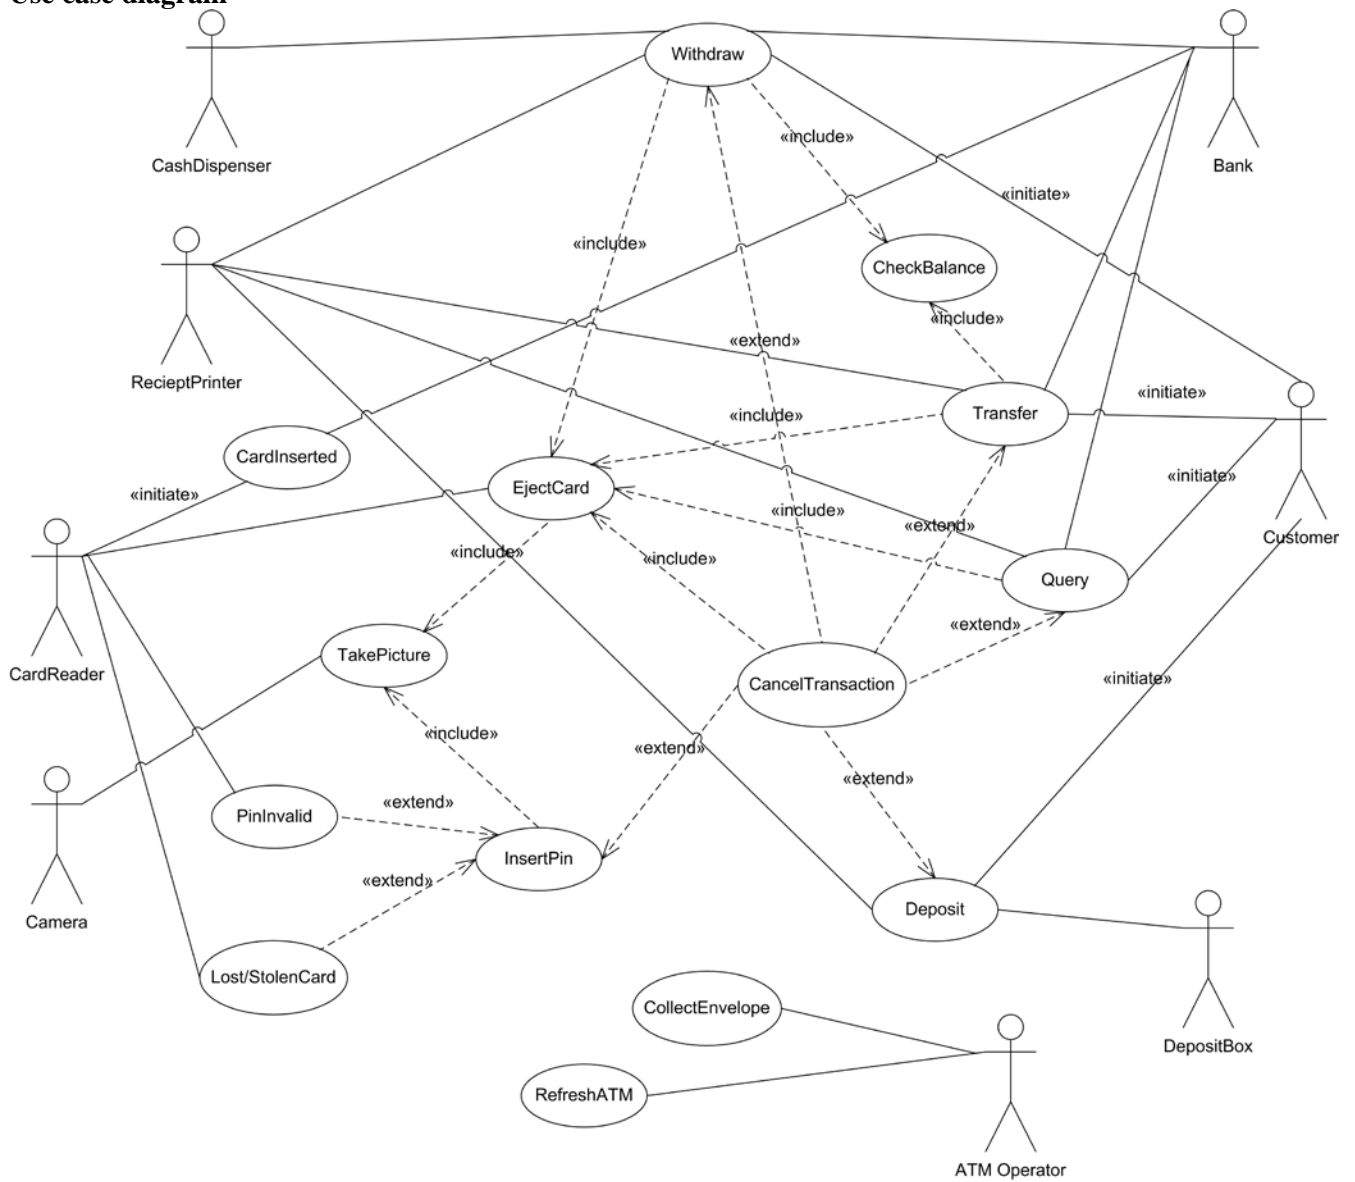 Use case diagram
Withdraw
CashDispenser
Bank
«include»
«initiate»
«include»
CheckBalance
«include»
«extend»
RecieptPrinter
«initiate»
Transfer
«include»
CardInserted
«initiate»
EjectCard
«initiate»
«include»
«extend»
Customer
«include»
«include»
Query
«extend»
TakePicture
CardReader
CancelTransaction
«initiate»
«include»
«extend»
«extend»
«extend»
PinInvalid
InsertPin
«extend»
Camera
Deposit
Lost/StolenCard
CollectEnvelope
DepositBox
RefreshATM
ATM Operator